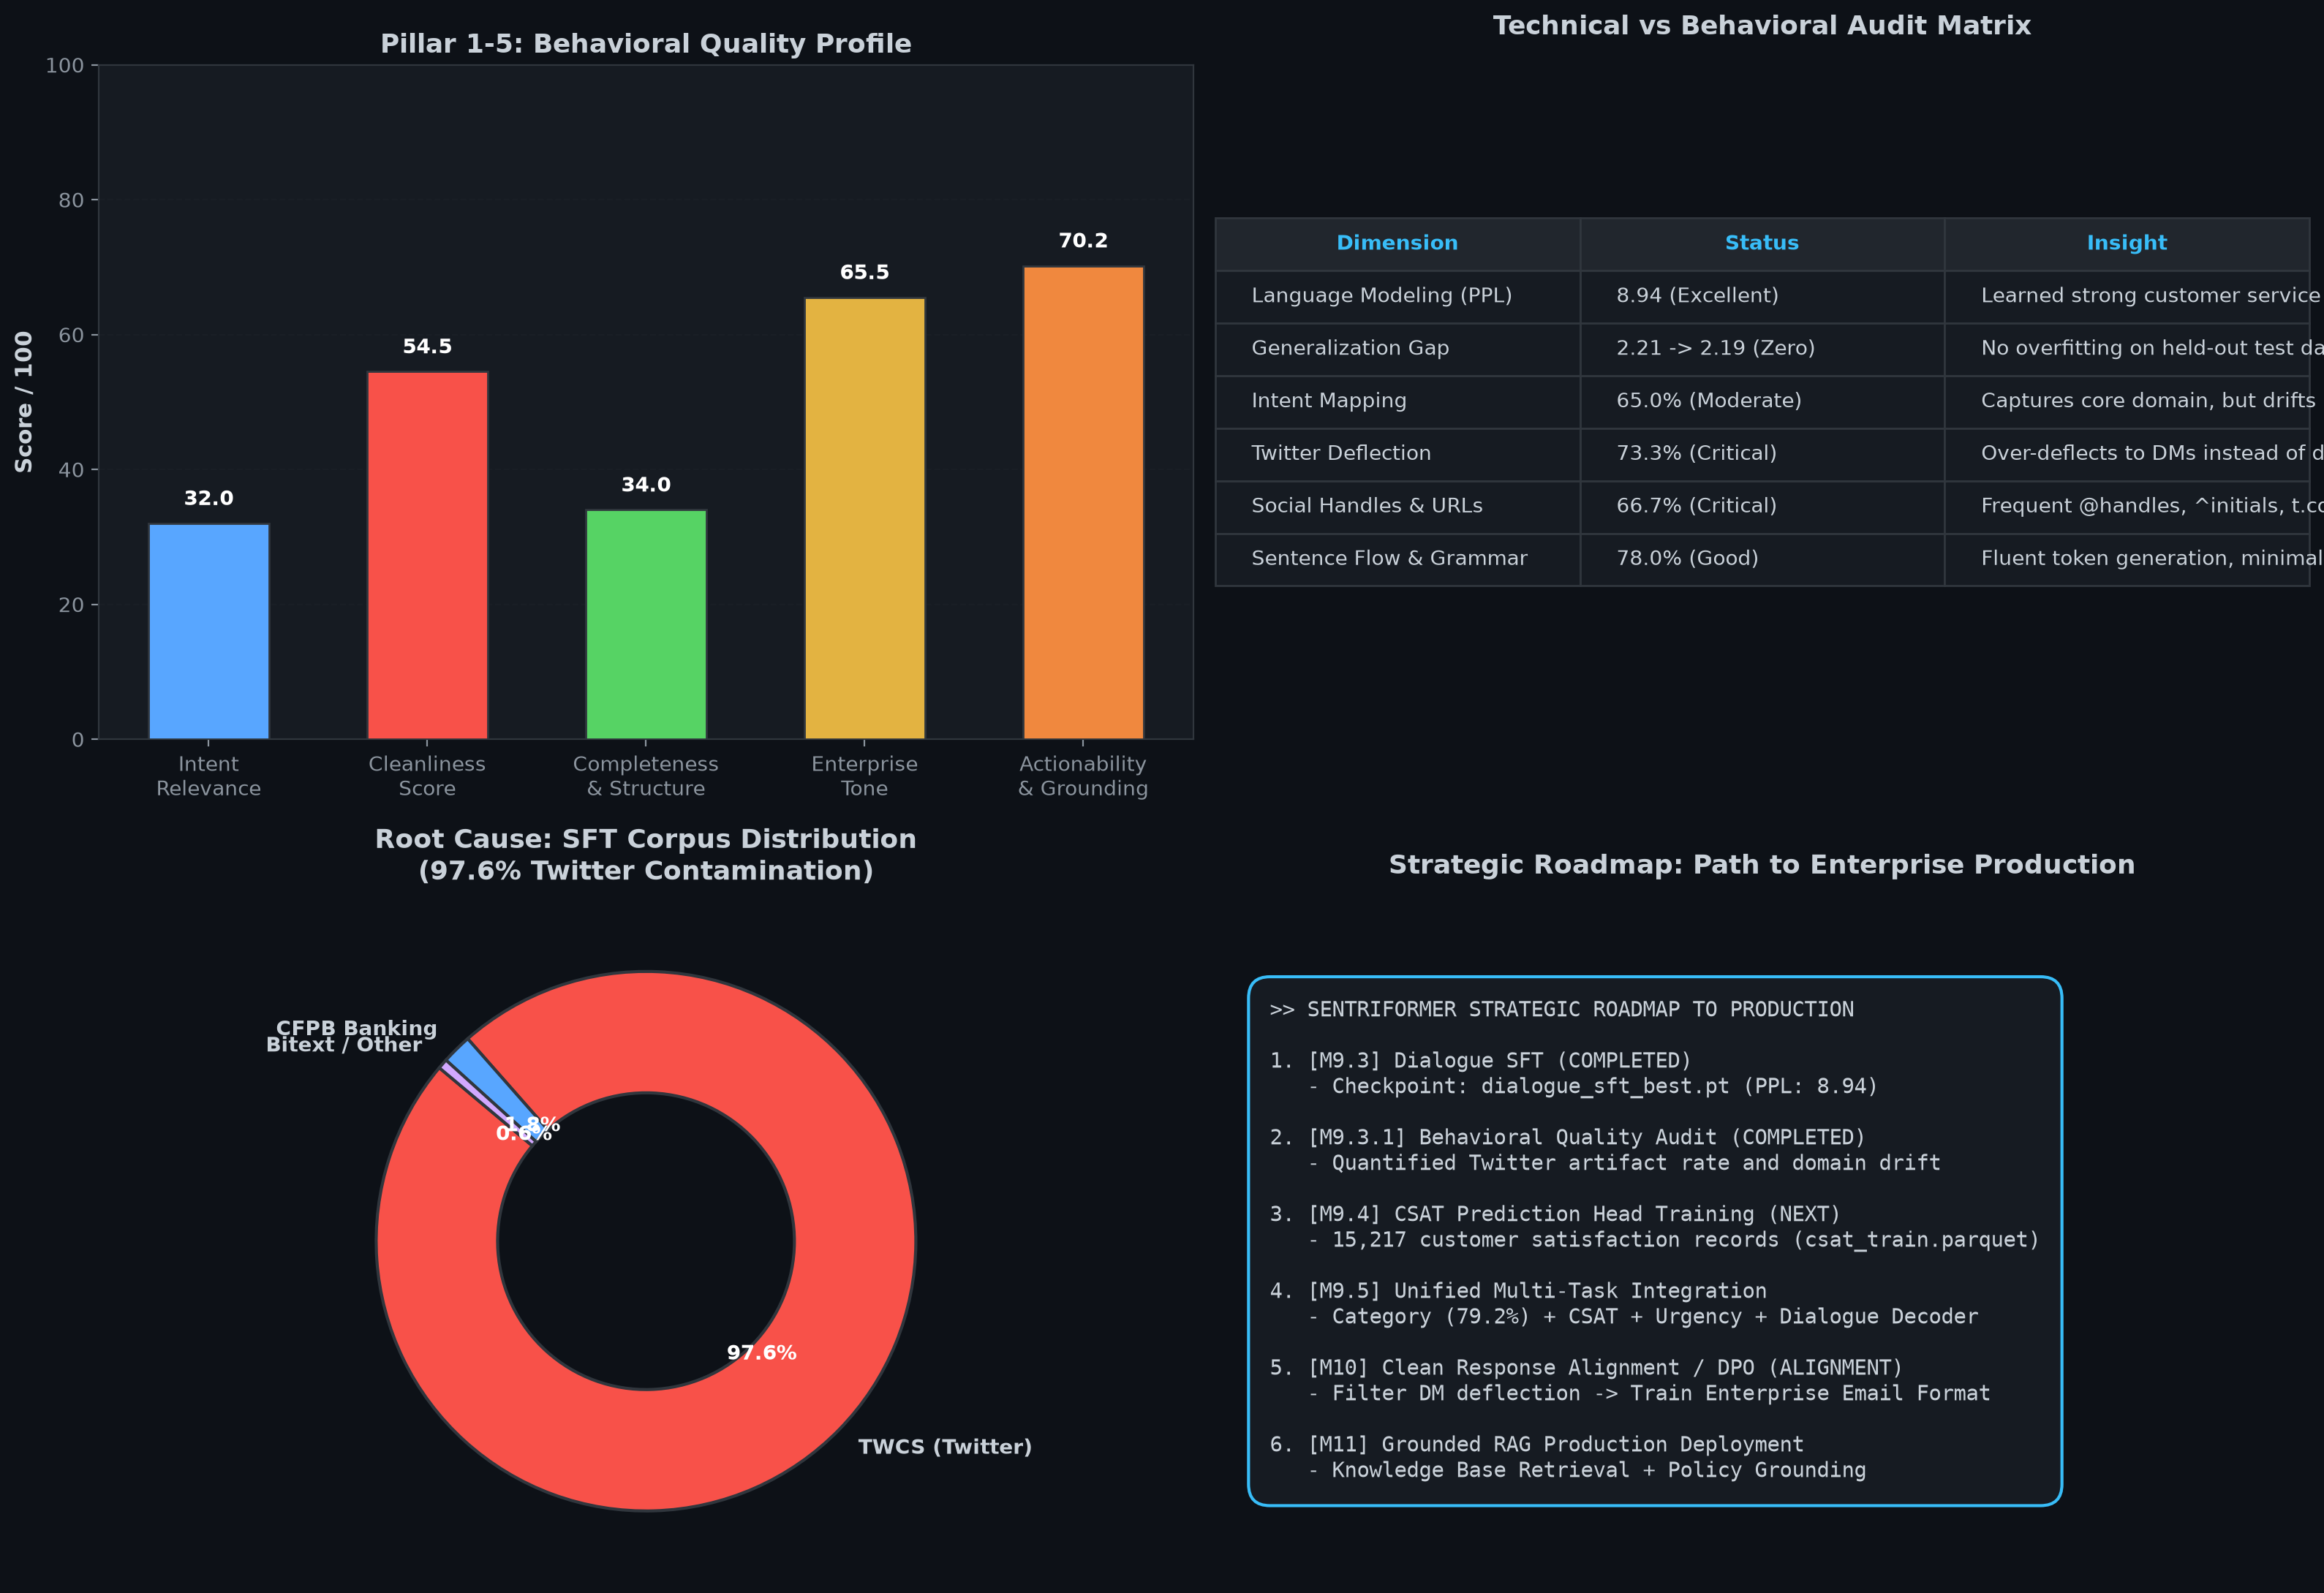 Pillar 1-5: Behavioral Quality Profile
Score / 100
100
80
60
40
20
0
32.0
54.5
34.0
65.5
70.2
Intent
Relevance
Cleanliness
Score
Completeness
& Structure
Enterprise
Tone
Actionability
& Grounding
Technical vs Behavioral Audit Matrix
Dimension Status Insight
Language Modeling (PPL) 8.94 (Excellent) Learned strong customer service
Generalization Gap 2.21 -> 2.19 (Zero) No overfitting on held-out test da
Intent Mapping 65.0% (Moderate) Captures core domain, but drifts
Twitter Deflection 73.3% (Critical) Over-deflects to DMs instead of d
Social Handles & URLs 66.7% (Critical) Frequent @handles, ^initials, t.co
Sentence Flow & Grammar 78.0% (Good) Fluent token generation, minimal
Root Cause: SFT Corpus Distribution
(97.6% Twitter Contamination)
CFPB Banking
Bitext / Other
1.8%
0.6%
97.6%
TWCS (Twitter)
Strategic Roadmap: Path to Enterprise Production
>> SENTRIFORMER STRATEGIC ROADMAP TO PRODUCTION
1. [M9.3] Dialogue SFT (COMPLETED)
- Checkpoint: dialogue_sft_best.pt (PPL: 8.94)
2. [M9.3.1] Behavioral Quality Audit (COMPLETED)
- Quantified Twitter artifact rate and domain drift
3. [M9.4] CSAT Prediction Head Training (NEXT)
- 15,217 customer satisfaction records (csat_train.parquet)
4. [M9.5] Unified Multi-Task Integration
- Category (79.2%) + CSAT + Urgency + Dialogue Decoder
5. [M10] Clean Response Alignment / DPO (ALIGNMENT)
- Filter DM deflection -> Train Enterprise Email Format
6. [M11] Grounded RAG Production Deployment
- Knowledge Base Retrieval + Policy Grounding